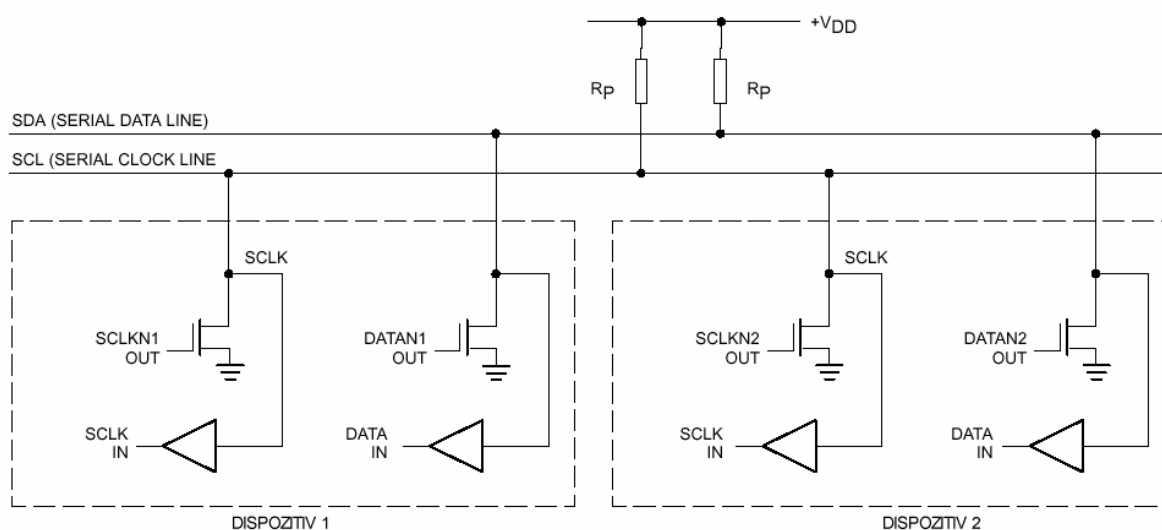 +VDD
RP RP
SDA (SERIAL DATA LINE)
SCL (SERIAL CLOCK LINE
SCLK SCLK
SCLKN1 DATAN1 SCLKN2 DATAN2
OUT OUT OUT OUT
SCLK DATA SCLK DATA
IN IN IN IN
DISPOZITIV 1 DISPOZITIV 2